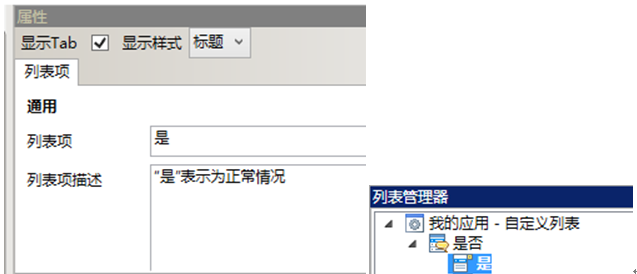 属性
显示Tab 显示样式 标题
列表项
通用
列表项 是
列表项描述 “是”表示为正常情况
列表管理器
我的应用 - 自定义列表
是否
是